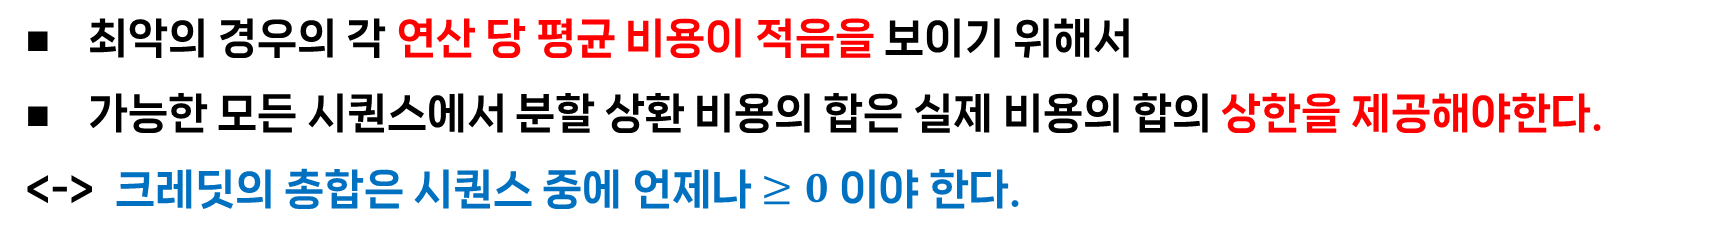 ■ 최악의 경우의 각 연산 당 평균 비용이 적음을 보이기 위해서
■ 가능한 모든 시퀀스에서 분할 상환 비용의 합은 실제 비용의 합의 상한을 제공해야한다.
<-> 크레딧의 총합은 시퀀스 중에 언제나 ≥ 0 이야 한다.